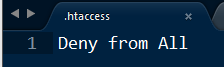 .htaccess ×
1 Deny from All